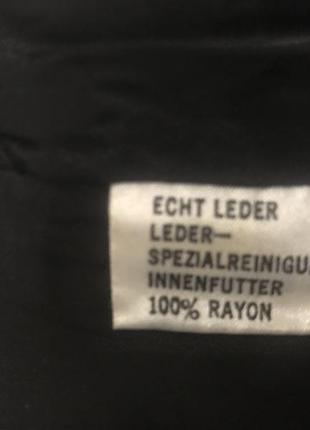 ECHT LEDER
LEDER—
SPEZIALREINIGU
INNENFUTTER
100% RAYON